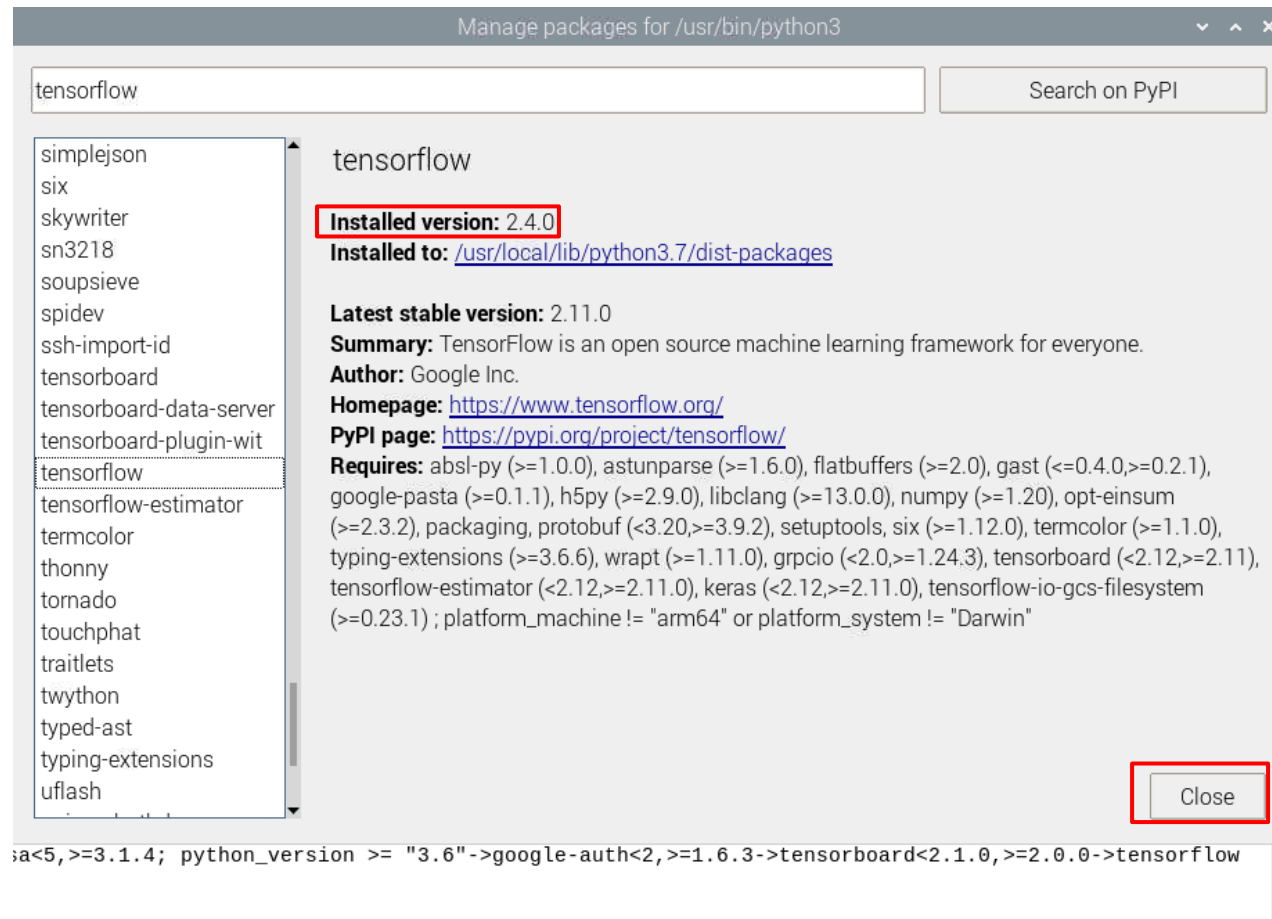 Manage packages for /usr/bin/python3
tensorflow
Search on PyPI
simplejson
six
skywriter
sn3218
soupsieve
spidev
ssh-import-id
tensorboard
tensorboard-data-server
tensorboard-plugin-wit
tensorflow
tensorflow-estimator
termcolor
thonny
tornado
touchphat
traitlets
twython
typed-ast
typing-extensions
uflash
tensorflow
Installed version: 2.4.0
Installed to: /usr/local/lib/python3.7/dist-packages
Latest stable version: 2.11.0
Summary: TensorFlow is an open source machine learning framework for everyone.
Author: Google Inc.
Homepage: https://www.tensorflow.org/
PyPI page: https://pypi.org/project/tensorflow/
Requires: absl-py (>=1.0.0), astunparse (>=1.6.0), flatbuffers (>=2.0), gast (<=0.4.0,>=0.2.1),
google-pasta (>=0.1.1), h5py (>=2.9.0), libclang (>=13.0.0), numpy (>=1.20), opt-einsum
(>=2.3.2), packaging, protobuf (<3.20,>=3.9.2), setuptools, six (>=1.12.0), termcolor (>=1.1.0),
typing-extensions (>=3.6.6), wrapt (>=1.11.0), grpcio (<2.0,>=1.24.3), tensorboard (<2.12,>=2.11),
tensorflow-estimator (<2.12,>=2.11.0), keras (<2.12,>=2.11.0), tensorflow-io-gcs-filesystem
(>=0.23.1) ; platform_machine != "arm64" or platform_system != "Darwin"
Close
sa<5,>=3.1.4; python_version >= "3.6"->google-auth<2,>=1.6.3->tensorboard<2.1.0,>=2.0.0->tensorflow